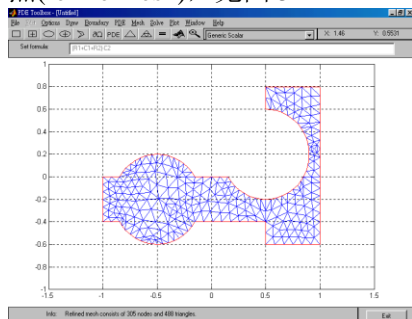 PDE Toolbox - [Untitled]
File Options Draw Boundary PDE Mesh Solve Plot Window Help
PDE Generic Scalar X: 1.46 Y: 0.5531
Set formula: (R1+C1+R2)-C2
1
0.8
0.6
0.4
0.2
0
-0.2
-0.4
-0.6
-0.8
-1
-1.5 -1 -0.5 0 0.5 1 1.5
Info: Refined mesh consists of 305 nodes and 488 triangles. Exit